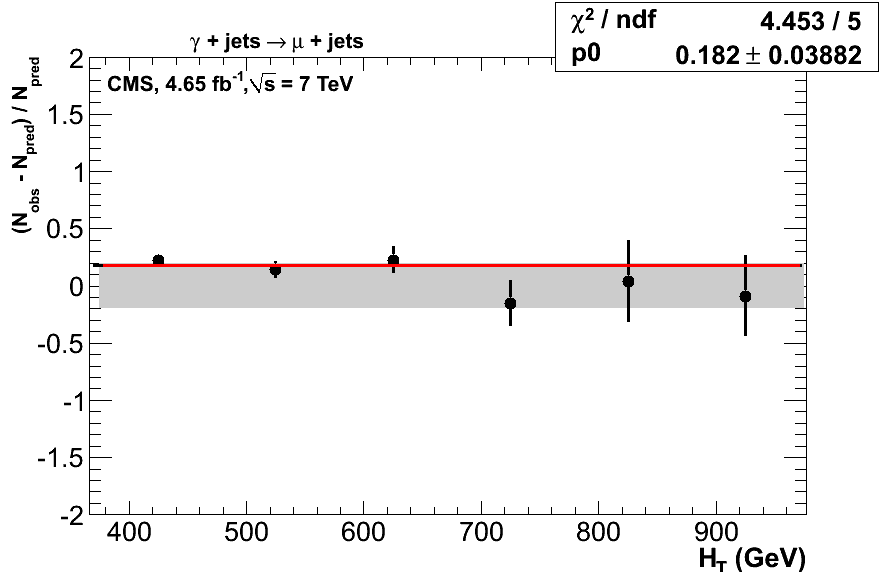 γ + jets → μ + jets
χ² / ndf 4.453 / 5
p0 0.182 ± 0.03882
CMS, 4.65 fb⁻¹,√s = 7 TeV
(N_obs - N_pred) / N_pred
2
1.5
1
0.5
0
-0.5
-1
-1.5
-2
400 500 600 700 800 900
H_T (GeV)